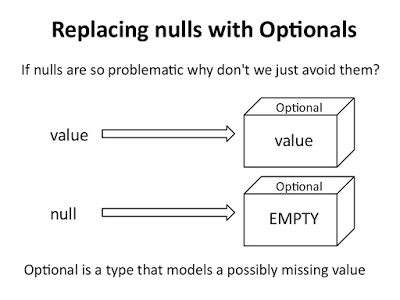 Replacing nulls with Optionals
If nulls are so problematic why don't we just avoid them?
Optional
value
value
Optional
null
EMPTY
Optional is a type that models a possibly missing value